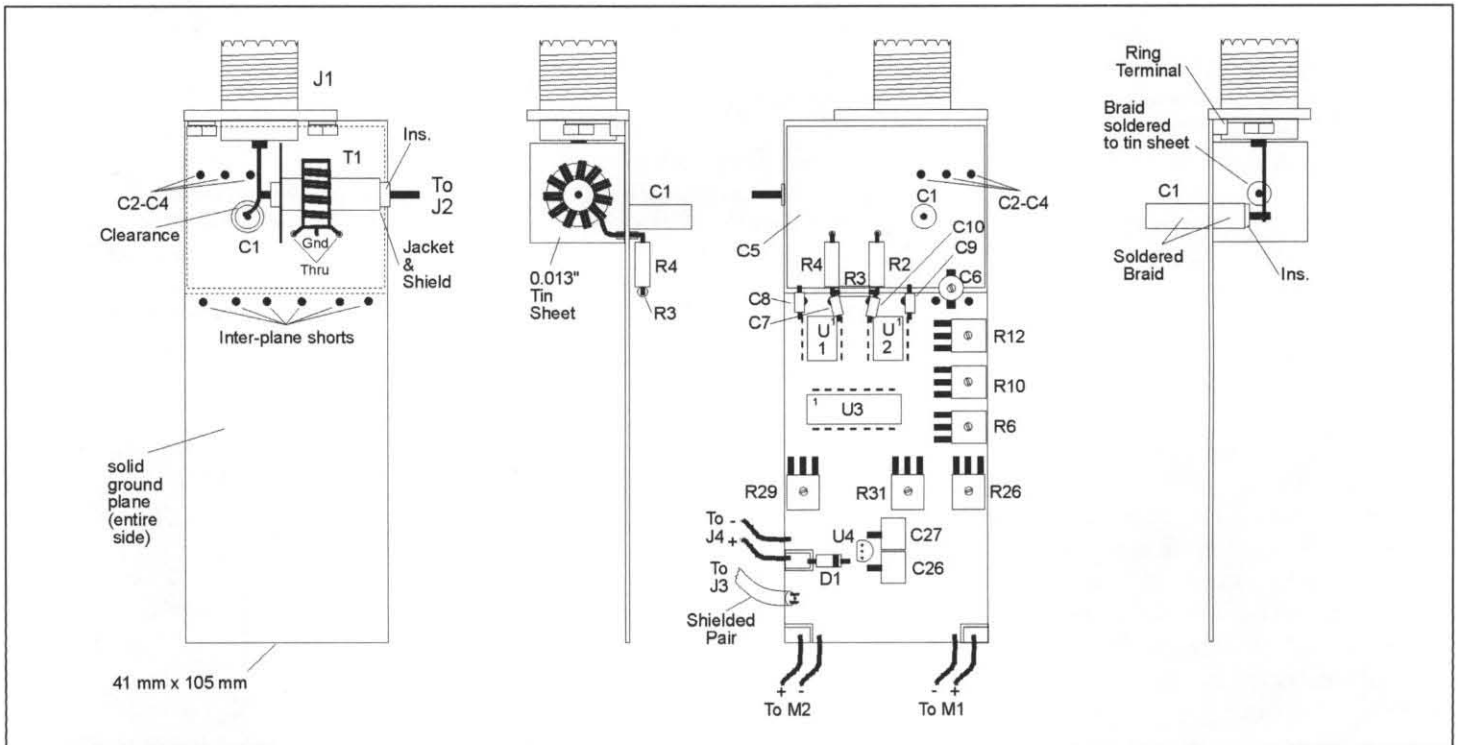 J1
Ins.
T1
C2-C4
To
J2
Clearance
C1
Gnd
Thru
Jacket
&
Shield
Inter-plane shorts
solid
ground
plane
(entire
side)
41 mm x 105 mm
C1
R4
0.013"
Tin
Sheet
R3
C1
C2-C4
C5
C10
C9
R4
R3
R2
C6
C8
C7
U
1
1
U
1
2
R12
R10
1
U3
R6
R29
R31
R26
To -
J4 +
U4
C27
To
J3
D1
C26
Shielded
Pair
+ -
To M2
- +
To M1
Ring
Terminal
Braid
soldered
to tin sheet
C1
Soldered
Braid
Ins.